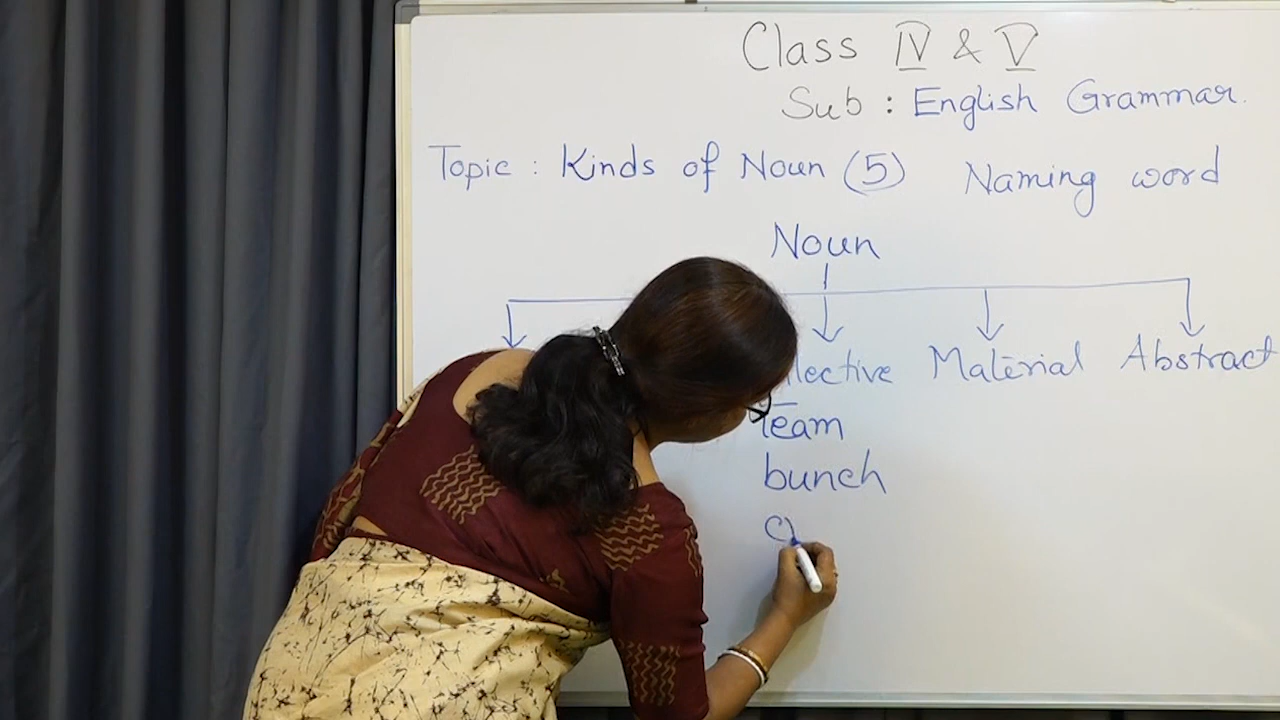 Class IV & V
Sub : English Grammar.
Topic : Kinds of Noun (5) Naming word
Noun
Material Abstract
team
bunch